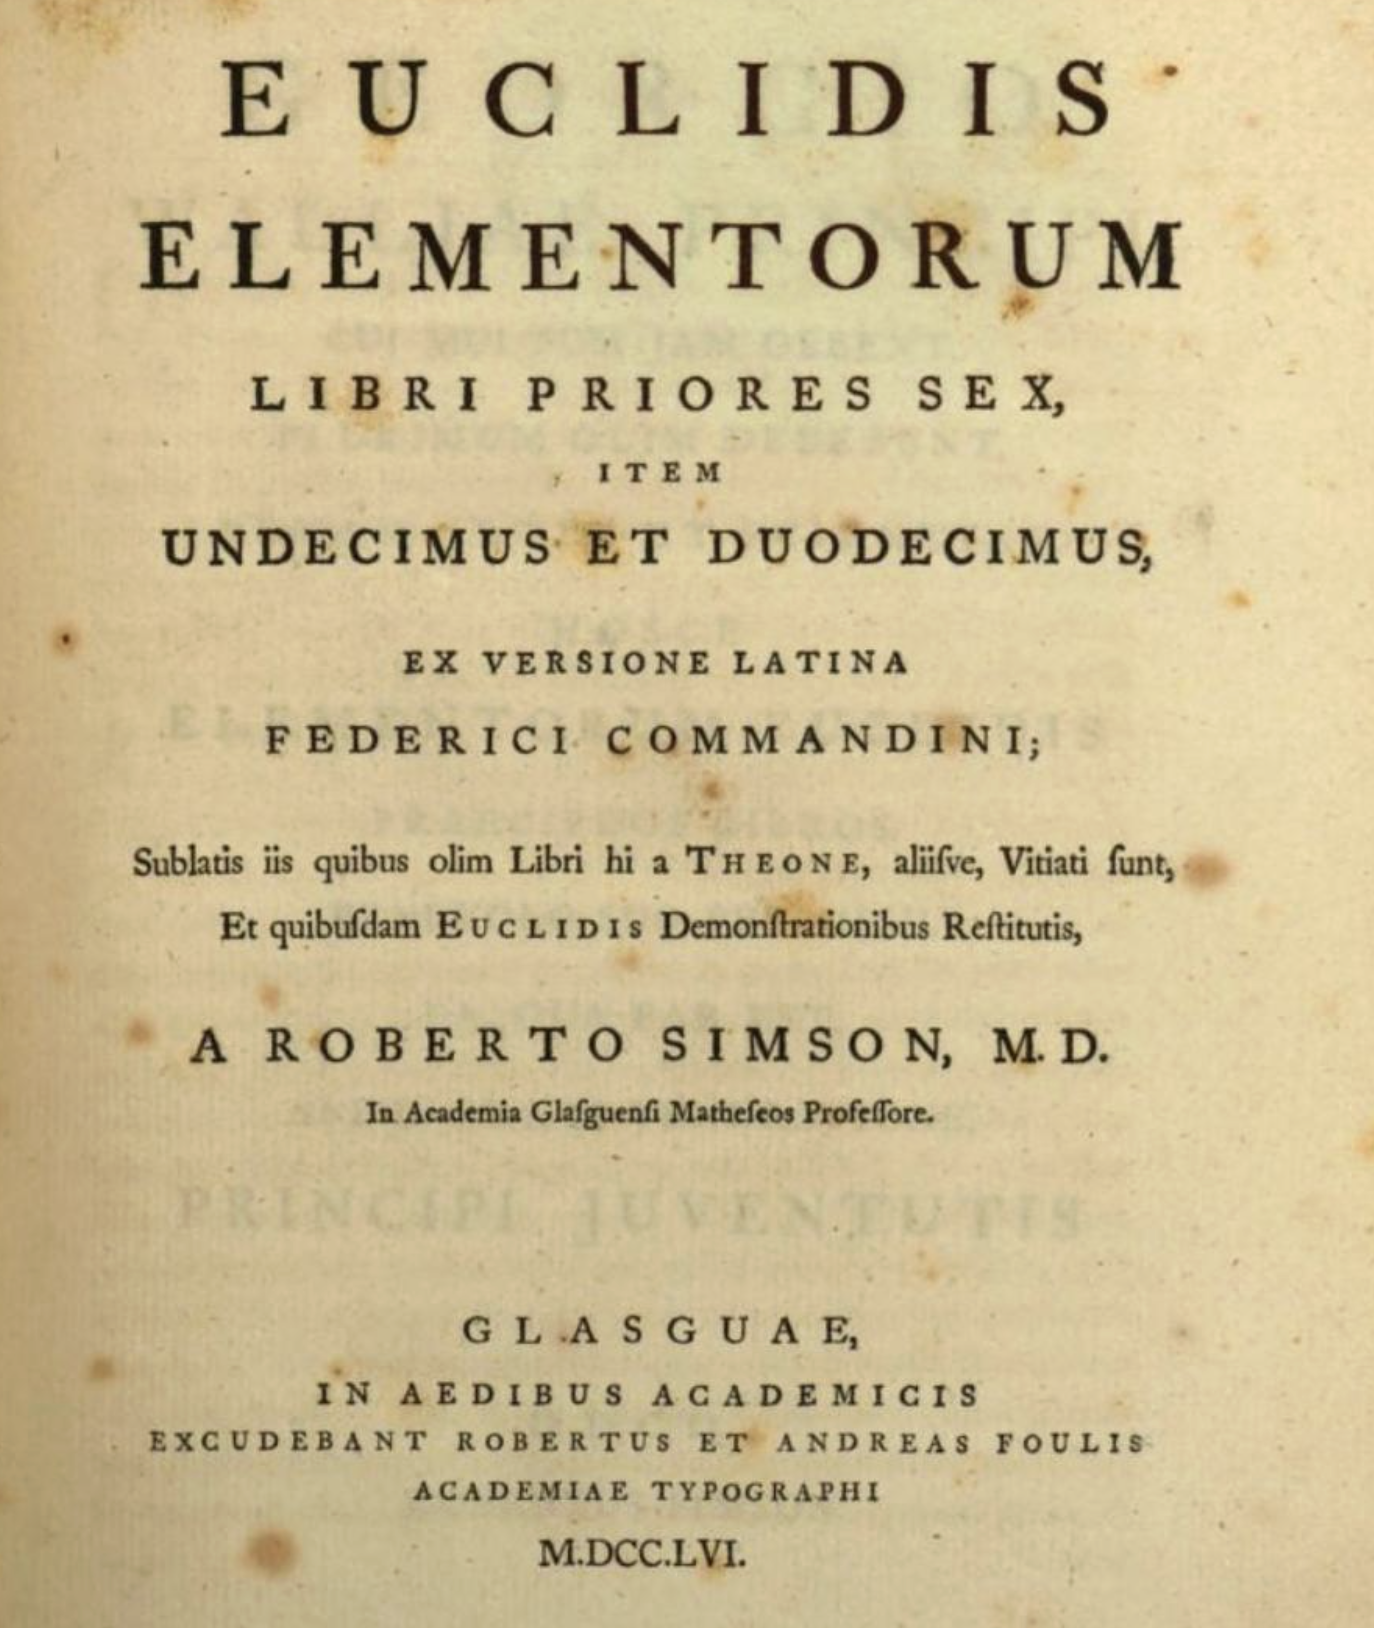 EUCLIDIS
ELEMENTORUM
LIBRI PRIORES SEX,
ITEM
UNDECIMUS ET DUODECIMUS,
EX VERSIONE LATINA
FEDERICI COMMANDINI;
Sublatis iis quibus olim Libri hi a THEONE, aliiſve, Vitiati ſunt,
Et quibuſdam EUCLIDIS Demonſtrationibus Reſtitutis,
A ROBERTO SIMSON, M.D.
In Academia Glaſguenſi Matheſeos Profeſſore.
PRINCIPI JUVENTUTIS
GLASGUAE,
IN AEDIBUS ACADEMICIS
EXCUDEBANT ROBERTUS ET ANDREAS FOULIS
ACADEMIAE TYPOGRAPHI
M.DCC.LVI.